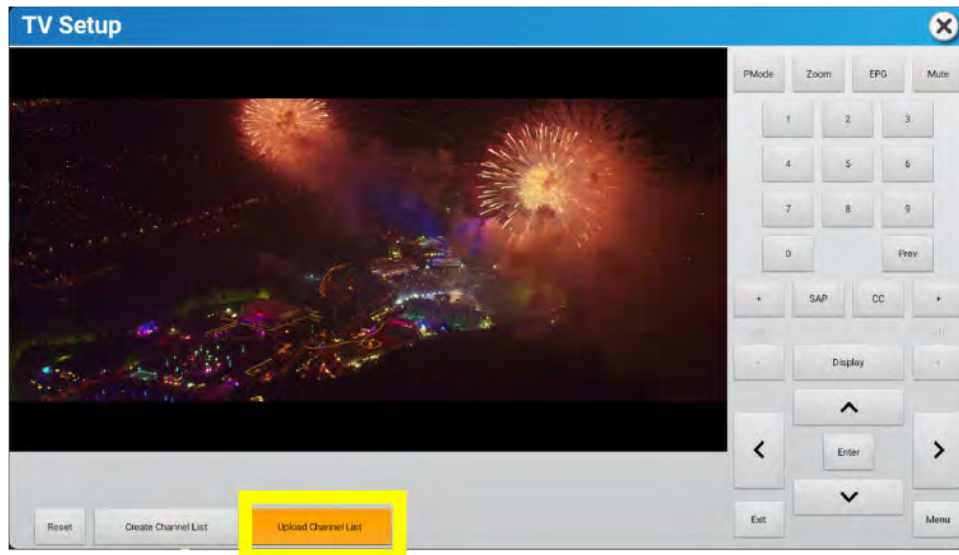 TV Setup
PMode Zoom EPG Mute
1 2 3
4 5 6
7 8 9
0 Prev
+ SAP CC +
- Display -
Enter
Exit Menu
Reset Create Channel List Upload Channel List